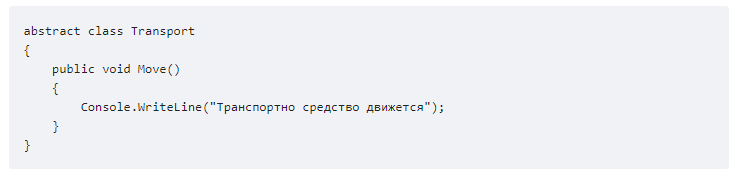 abstract class Transport
{
    public void Move()
    {
        Console.WriteLine("Транспортно средство движется");
    }
}